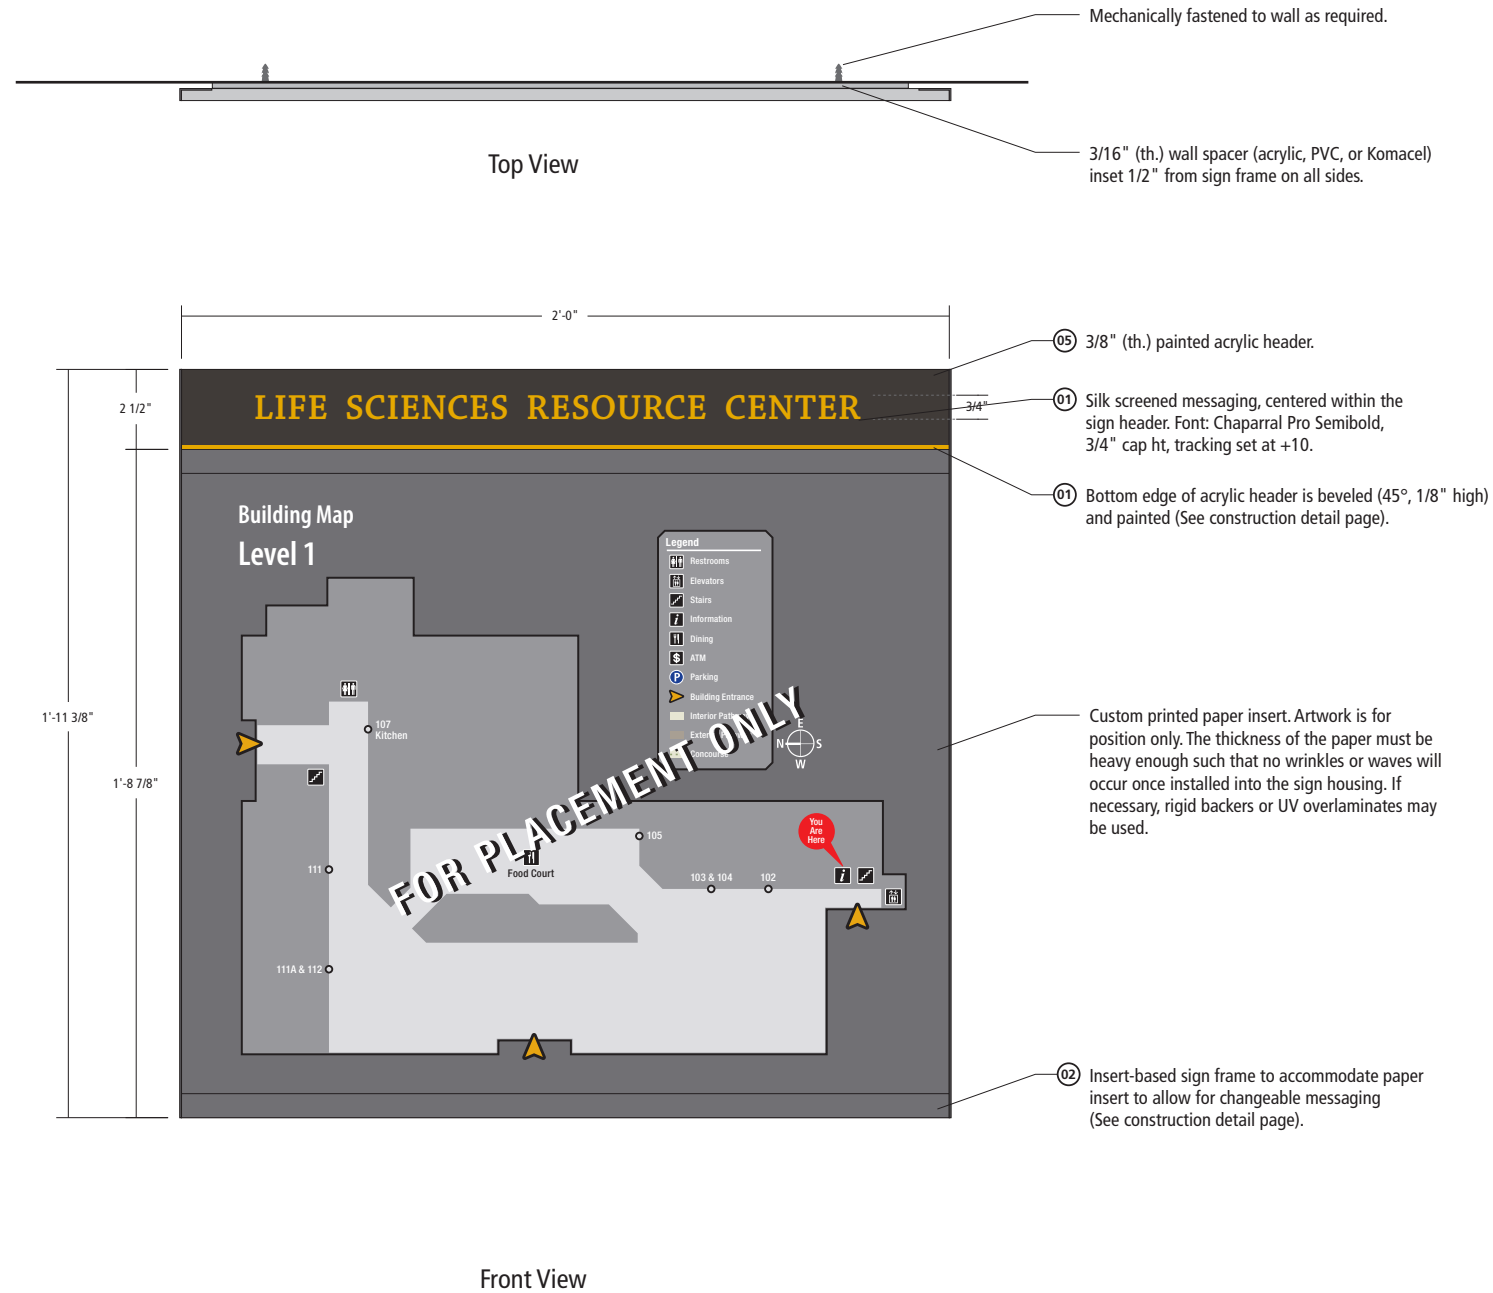 Mechanically fastened to wall as required.
Top View
3/16" (th.) wall spacer (acrylic, PVC, or Komacel)
inset 1/2" from sign frame on all sides.
2'-0"
05 3/8" (th.) painted acrylic header.
2 1/2"
LIFE SCIENCES RESOURCE CENTER
3/4"
01 Silk screened messaging, centered within the
sign header. Font: Chaparral Pro Semibold,
3/4" cap ht, tracking set at +10.
01 Bottom edge of acrylic header is beveled (45°, 1/8" high)
and painted (See construction detail page).
Building Map
Level 1
Legend
Restrooms
Elevators
Stairs
i Information
Dining
$ ATM
P Parking
Building Entrance
Interior
Concourse
FOR PLACEMENT ONLY
E
N S
W
1'-11 3/8"
1'-8 7/8"
107
Kitchen
Custom printed paper insert. Artwork is for
position only. The thickness of the paper must be
heavy enough such that no wrinkles or waves will
occur once installed into the sign housing. If
necessary, rigid backers or UV overlaminates may
be used.
You
Are
Here
105
Food Court
111
103 & 104
102
i
111A & 112
02 Insert-based sign frame to accommodate paper
insert to allow for changeable messaging
(See construction detail page).
Front View